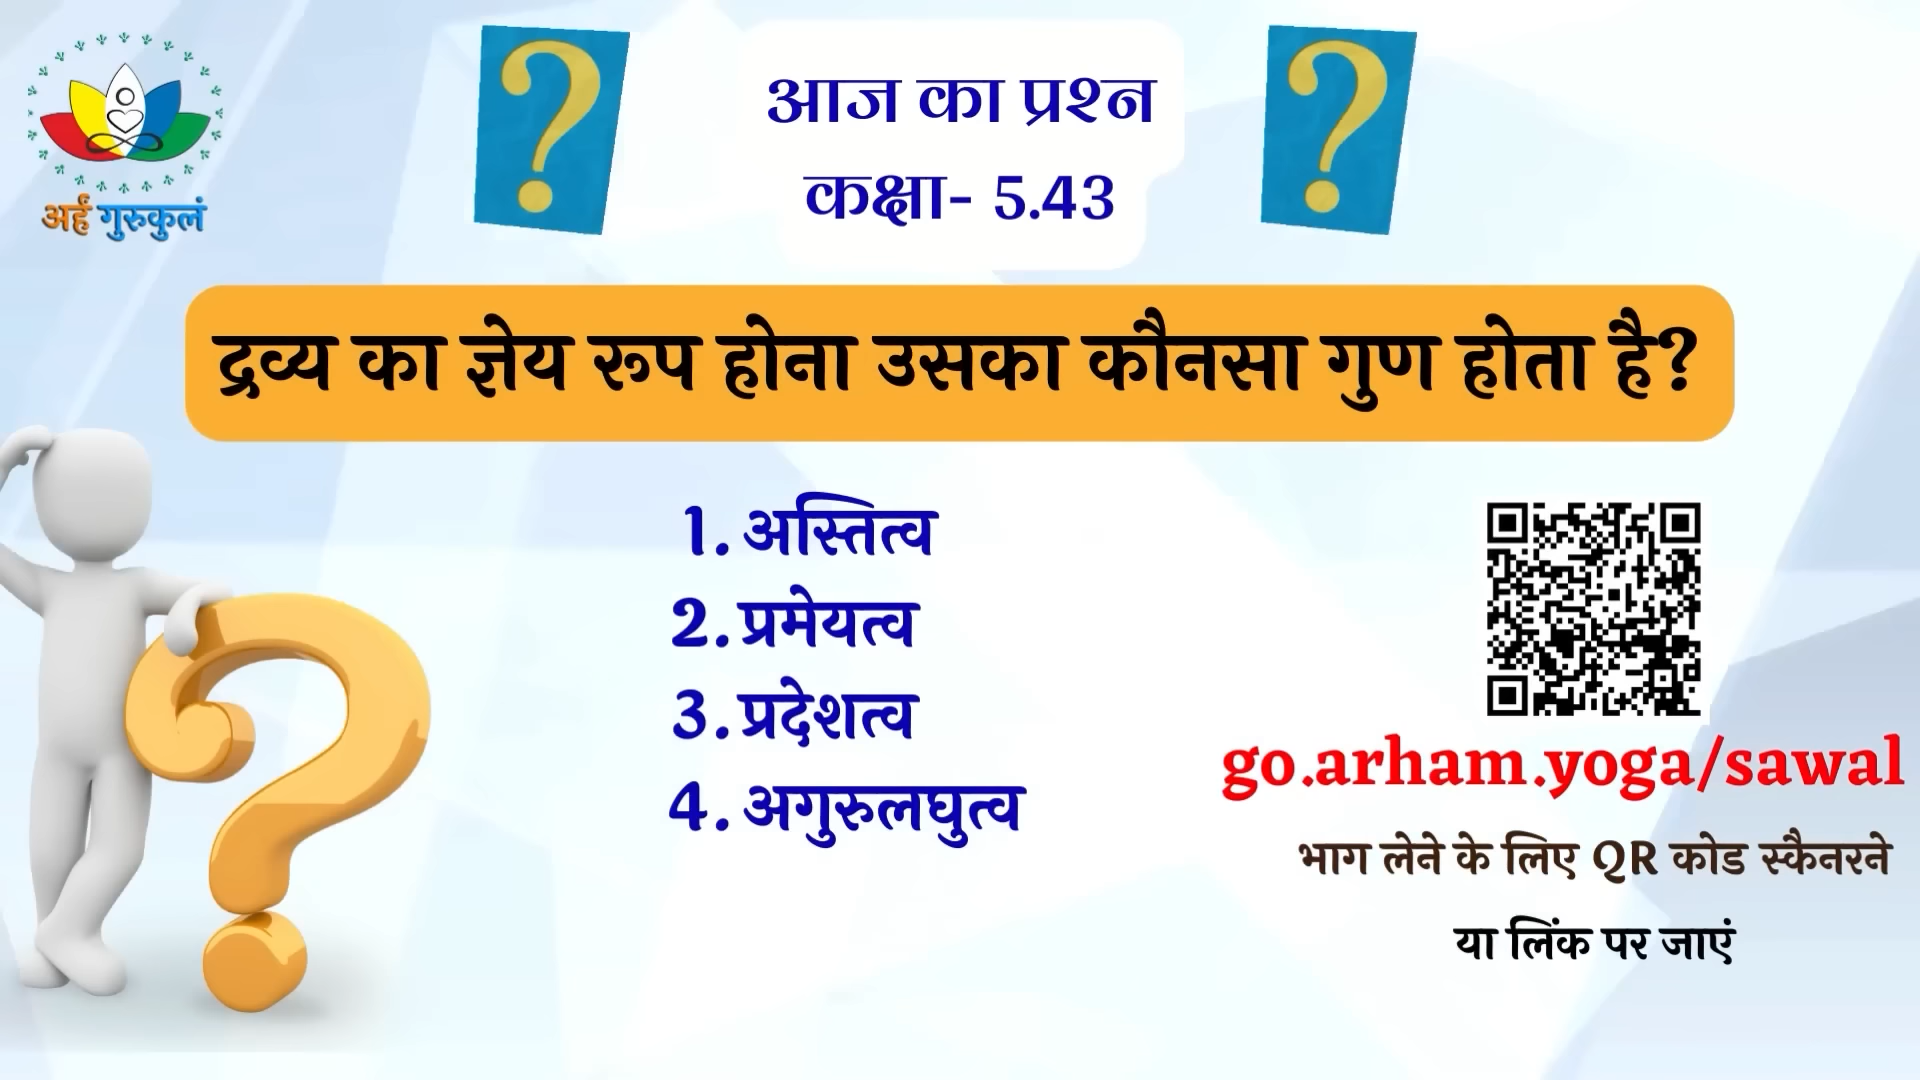 अर्हं गुरुकुलं
आज का प्रश्न
कक्षा- 5.43
द्रव्य का ज्ञेय रूप होना उसका कौनसा गुण होता है?
1. अस्तित्व
2. प्रमेयत्व
3. प्रदेशत्व
4. अगुरुलघुत्व
go.arham.yoga/sawal
भाग लेने के लिए QR कोड स्कैनरने
या लिंक पर जाएं